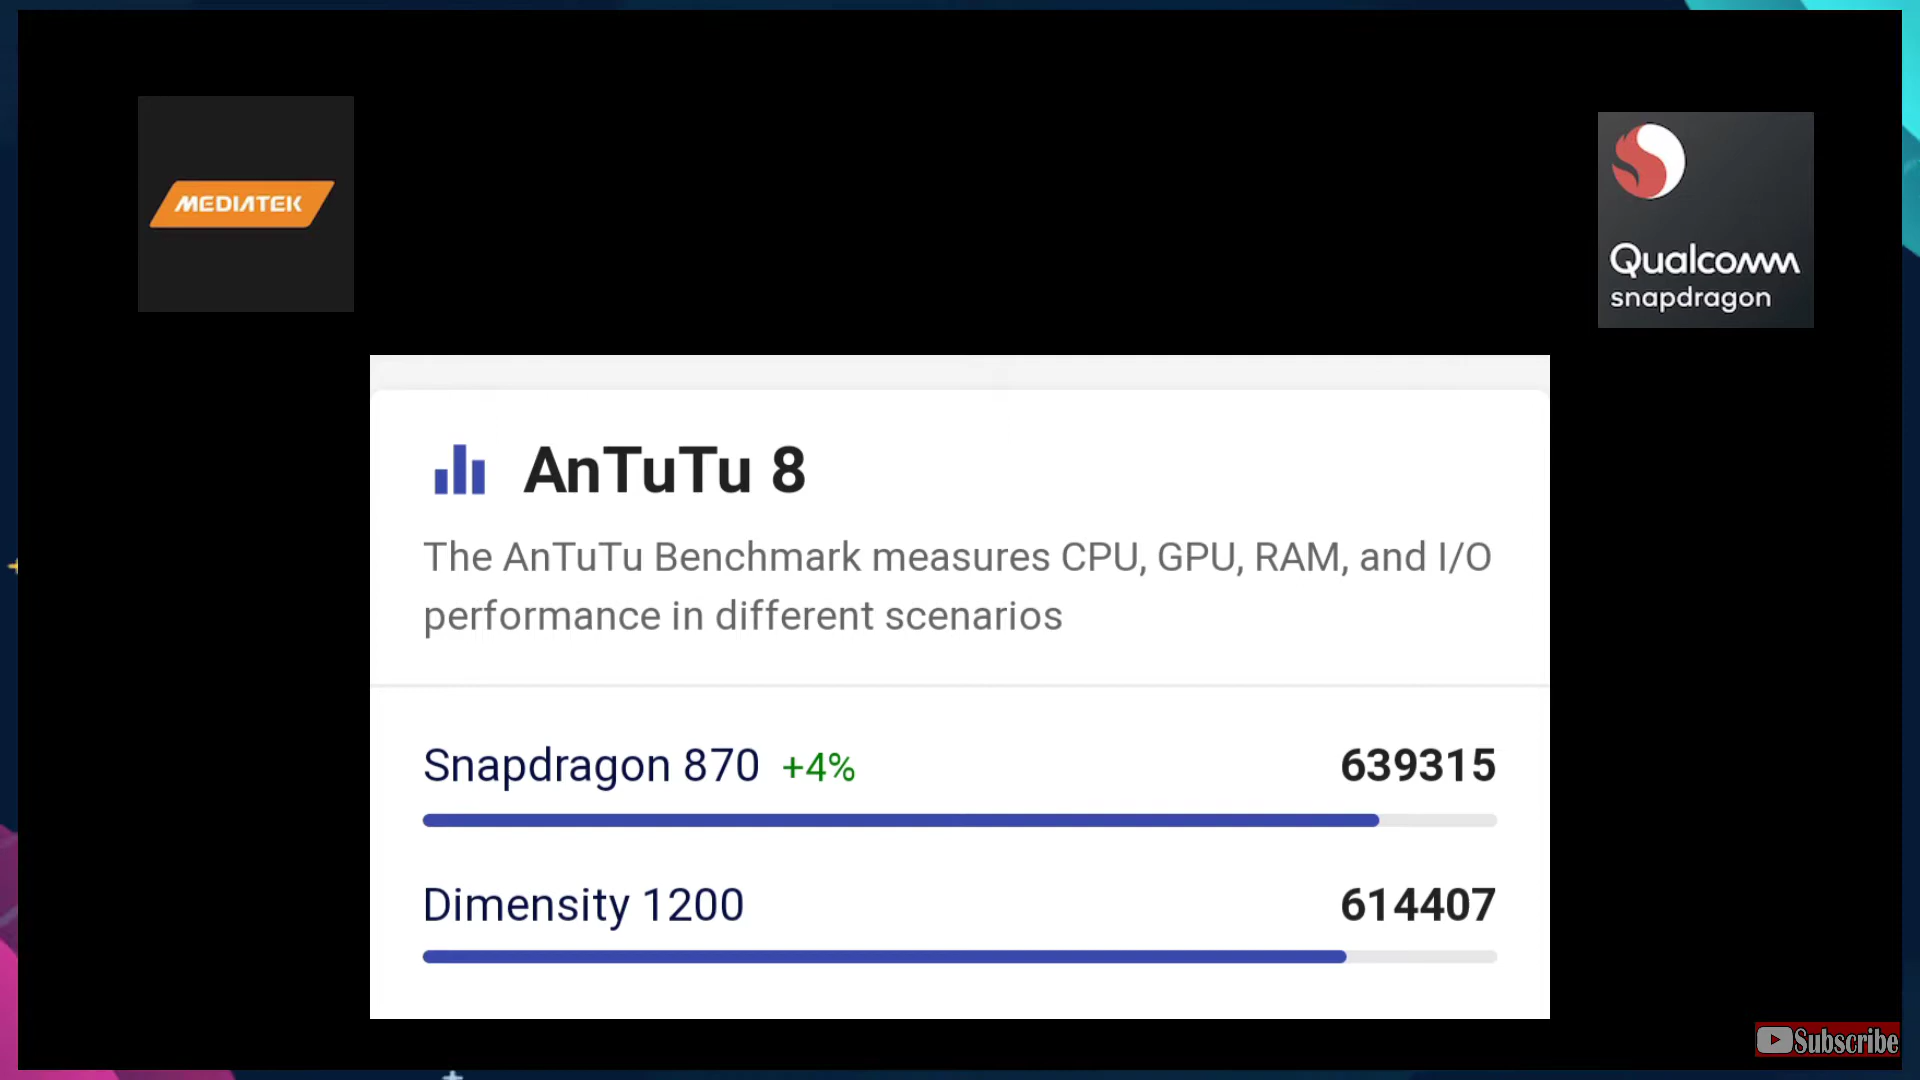 MEDIATEK
Qualcomm
snapdragon
AnTuTu 8
The AnTuTu Benchmark measures CPU, GPU, RAM, and I/O
performance in different scenarios
Snapdragon 870 +4% 639315
Dimensity 1200 614407
Subscribe